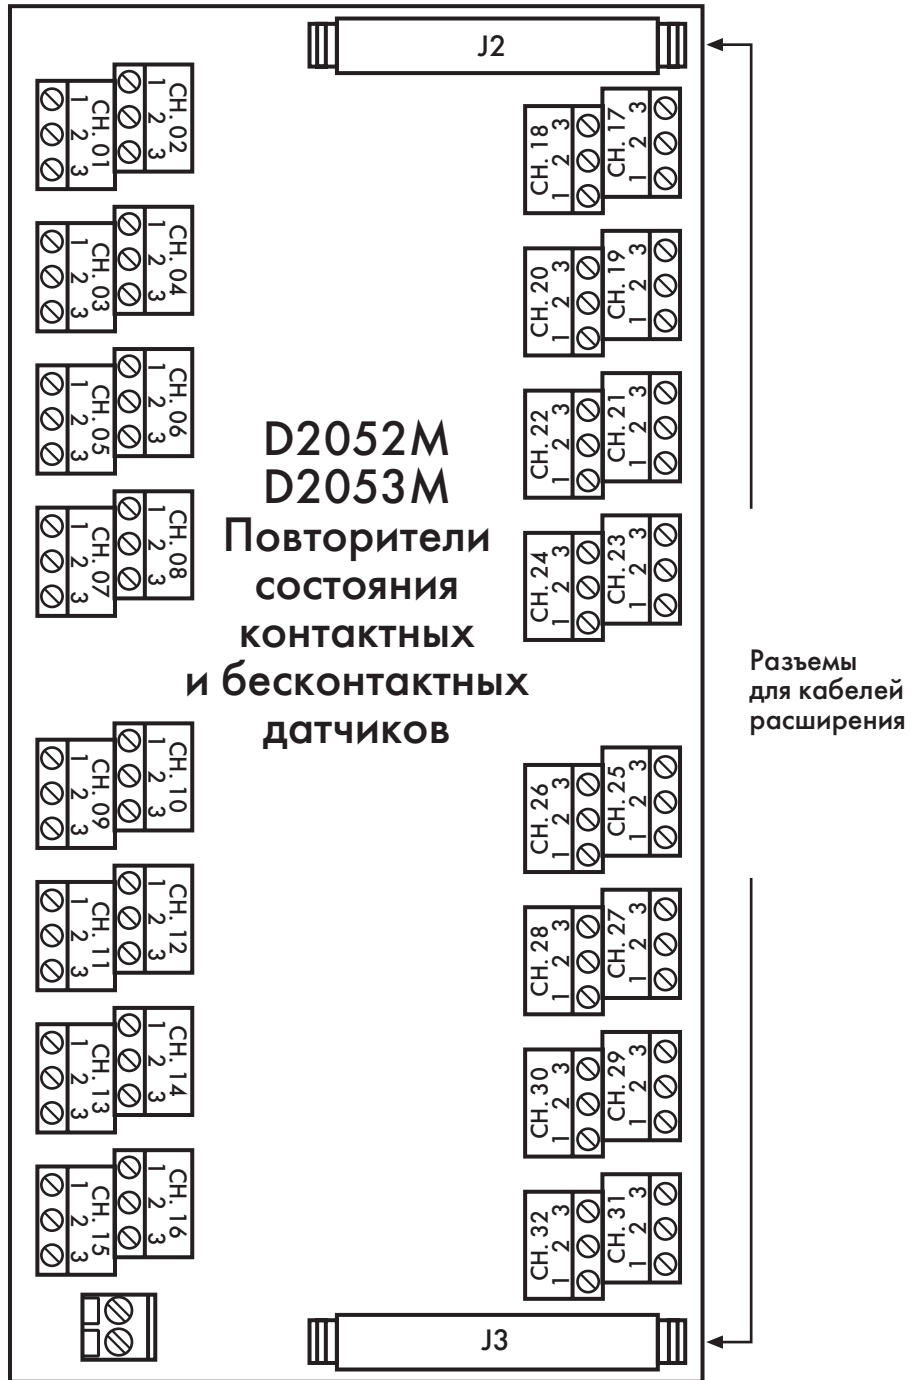 J2
CH. 01
1 2 3
CH. 02
1 2 3
CH. 18
1 2 3
CH. 17
1 2 3
CH. 03
1 2 3
CH. 04
1 2 3
CH. 20
1 2 3
CH. 19
1 2 3
CH. 05
1 2 3
CH. 06
1 2 3
CH. 22
1 2 3
CH. 21
1 2 3
CH. 07
1 2 3
CH. 08
1 2 3
CH. 24
1 2 3
CH. 23
1 2 3
D2052M
D2053M
Повторители
состояния
контактных
и бесконтактных
датчиков
Разъемы
для кабелей
расширения
CH. 09
1 2 3
CH. 10
1 2 3
CH. 26
1 2 3
CH. 25
1 2 3
CH. 11
1 2 3
CH. 12
1 2 3
CH. 28
1 2 3
CH. 27
1 2 3
CH. 13
1 2 3
CH. 14
1 2 3
CH. 30
1 2 3
CH. 29
1 2 3
CH. 15
1 2 3
CH. 16
1 2 3
CH. 32
1 2 3
CH. 31
1 2 3
J3